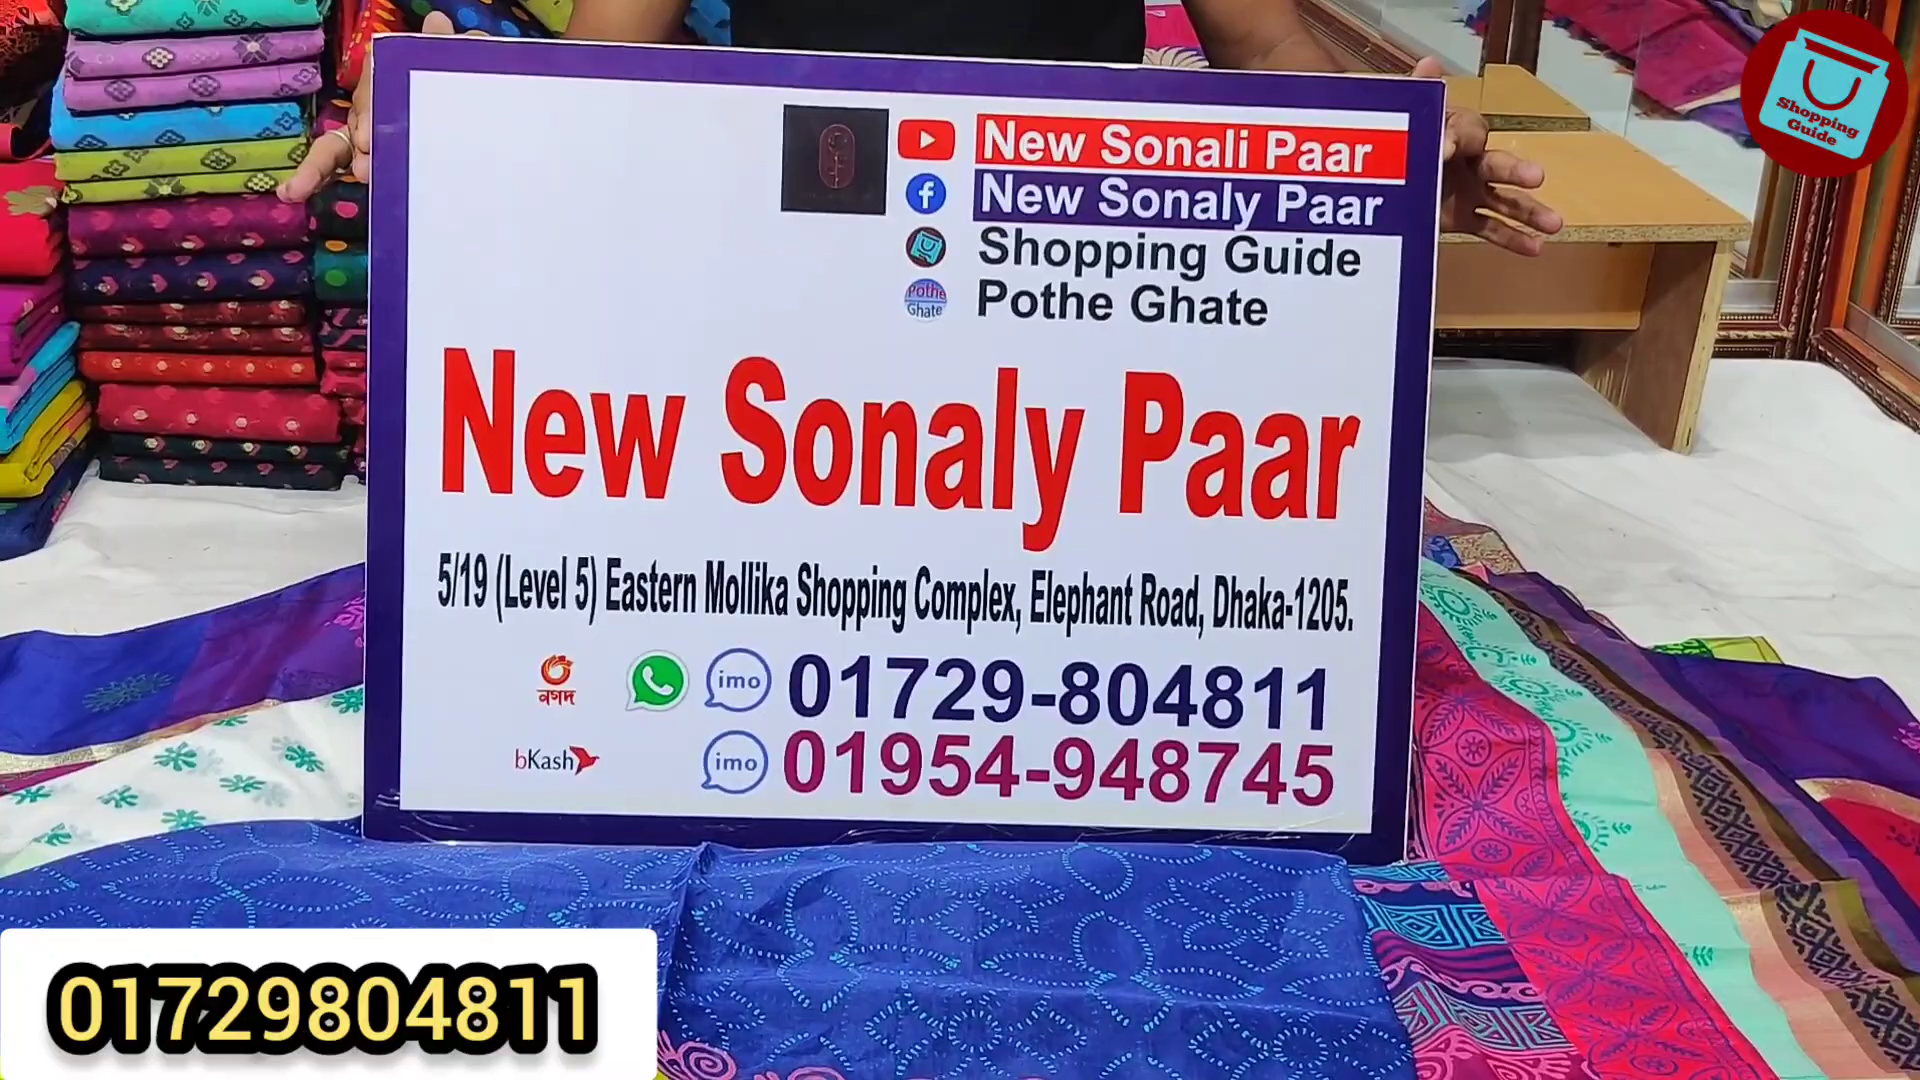 Shopping
Guide
New Sonali Paar
New Sonaly Paar
Shopping Guide
Pothe
Ghate
Pothe Ghate
New Sonaly Paar
5/19 (Level 5) Eastern Mollika Shopping Complex, Elephant Road, Dhaka-1205.
নগদ
imo
01729-804811
bKash
imo
01954-948745
01729804811